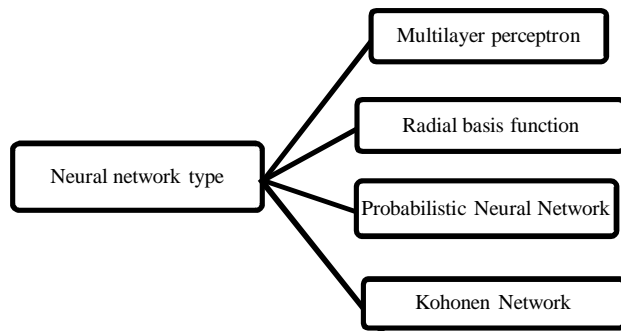 Multilayer perceptron
Radial basis function
Neural network type
Probabilistic Neural Network
Kohonen Network